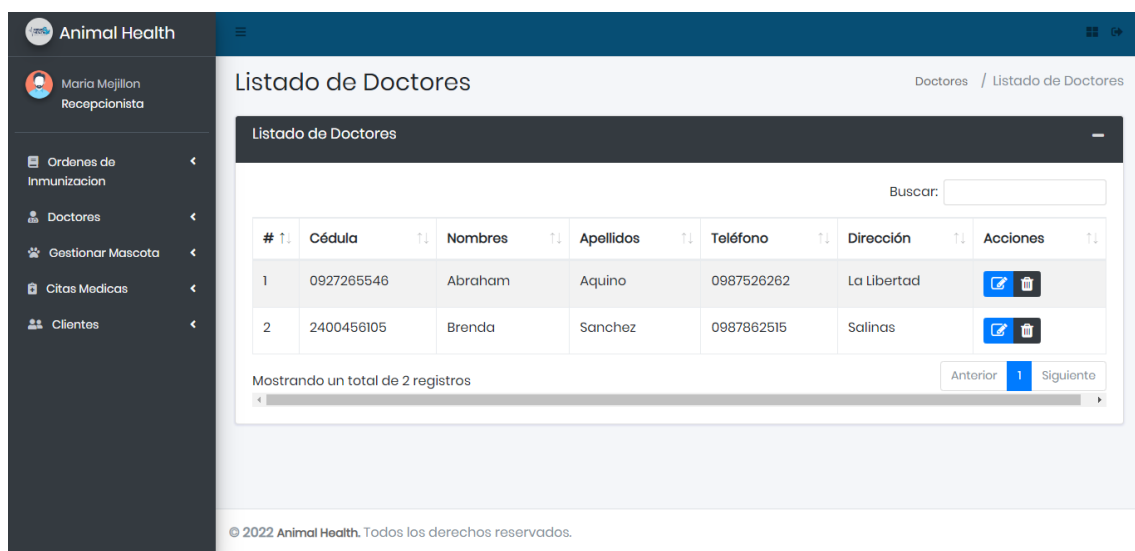 Animal Health
Maria Mejillon
Recepcionista
Ordenes de
Inmunizacion
Doctores
Gestionar Mascota
Citas Medicas
Clientes
Listado de Doctores
Doctores / Listado de Doctores
Listado de Doctores
Buscar:
# Cédula Nombres Apellidos Teléfono Dirección Acciones
1 0927265546 Abraham Aquino 0987526262 La Libertad
2 2400456105 Brenda Sanchez 0987862515 Salinas
Mostrando un total de 2 registros
Anterior 1 Siguiente
© 2022 Animal Health. Todos los derechos reservados.